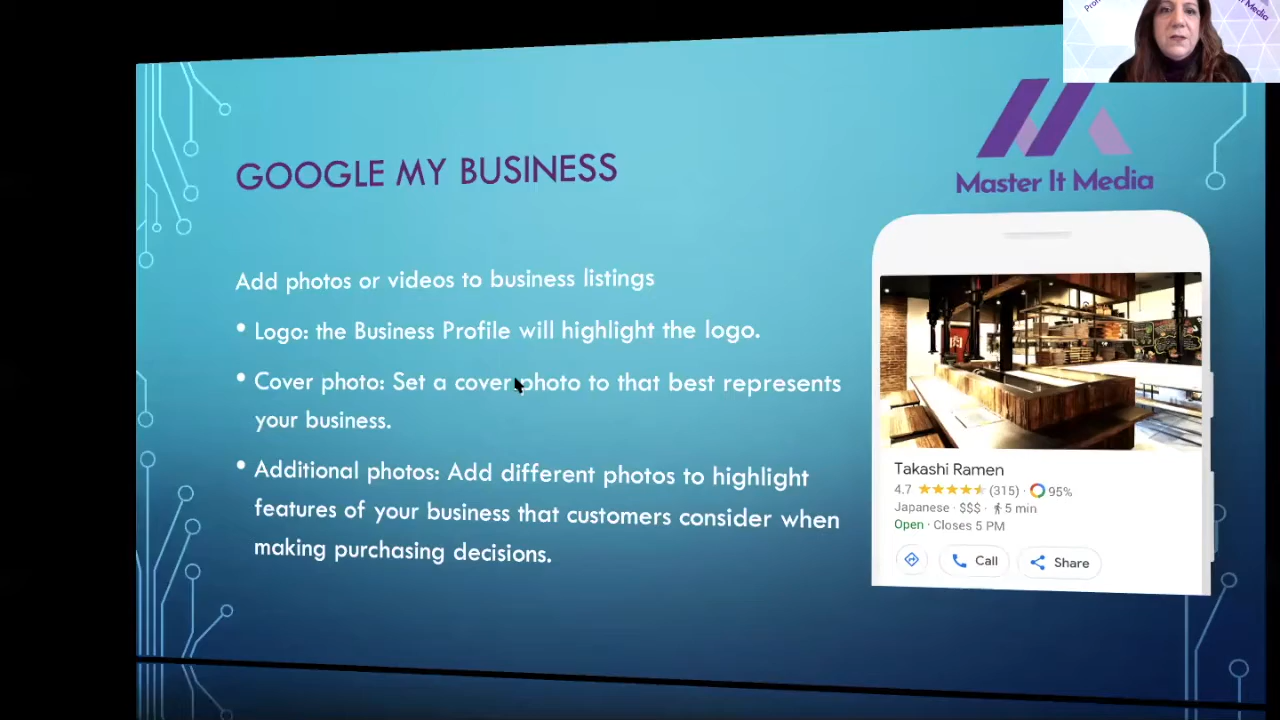 Media
GOOGLE MY BUSINESS
Master It Media
Add photos or videos to business listings
• Logo: the Business Profile will highlight the logo.
• Cover photo: Set a cover photo to that best represents
your business.
• Additional photos: Add different photos to highlight
features of your business that customers consider when
making purchasing decisions.
Takashi Ramen
4.7 (315) · 95%
Japanese · $$$ · 5 min
Open · Closes 5 PM
Call
Share